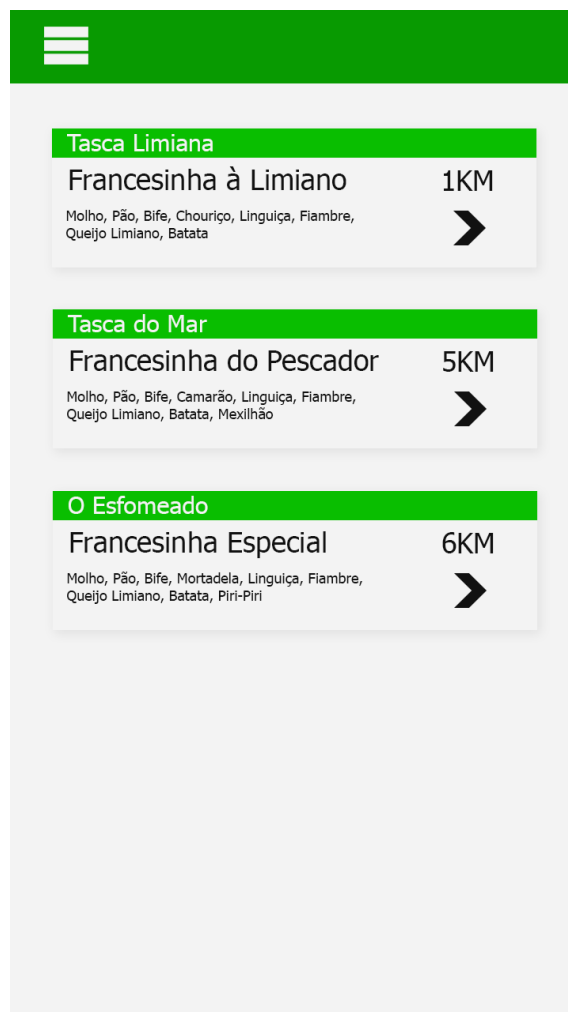 Tasca Limiana
Francesinha à Limiano
1KM
Molho, Pão, Bife, Chouriço, Linguiça, Fiambre,
Queijo Limiano, Batata
Tasca do Mar
Francesinha do Pescador
5KM
Molho, Pão, Bife, Camarão, Linguiça, Fiambre,
Queijo Limiano, Batata, Mexilhão
O Esfomeado
Francesinha Especial
6KM
Molho, Pão, Bife, Mortadela, Linguiça, Fiambre,
Queijo Limiano, Batata, Piri-Piri